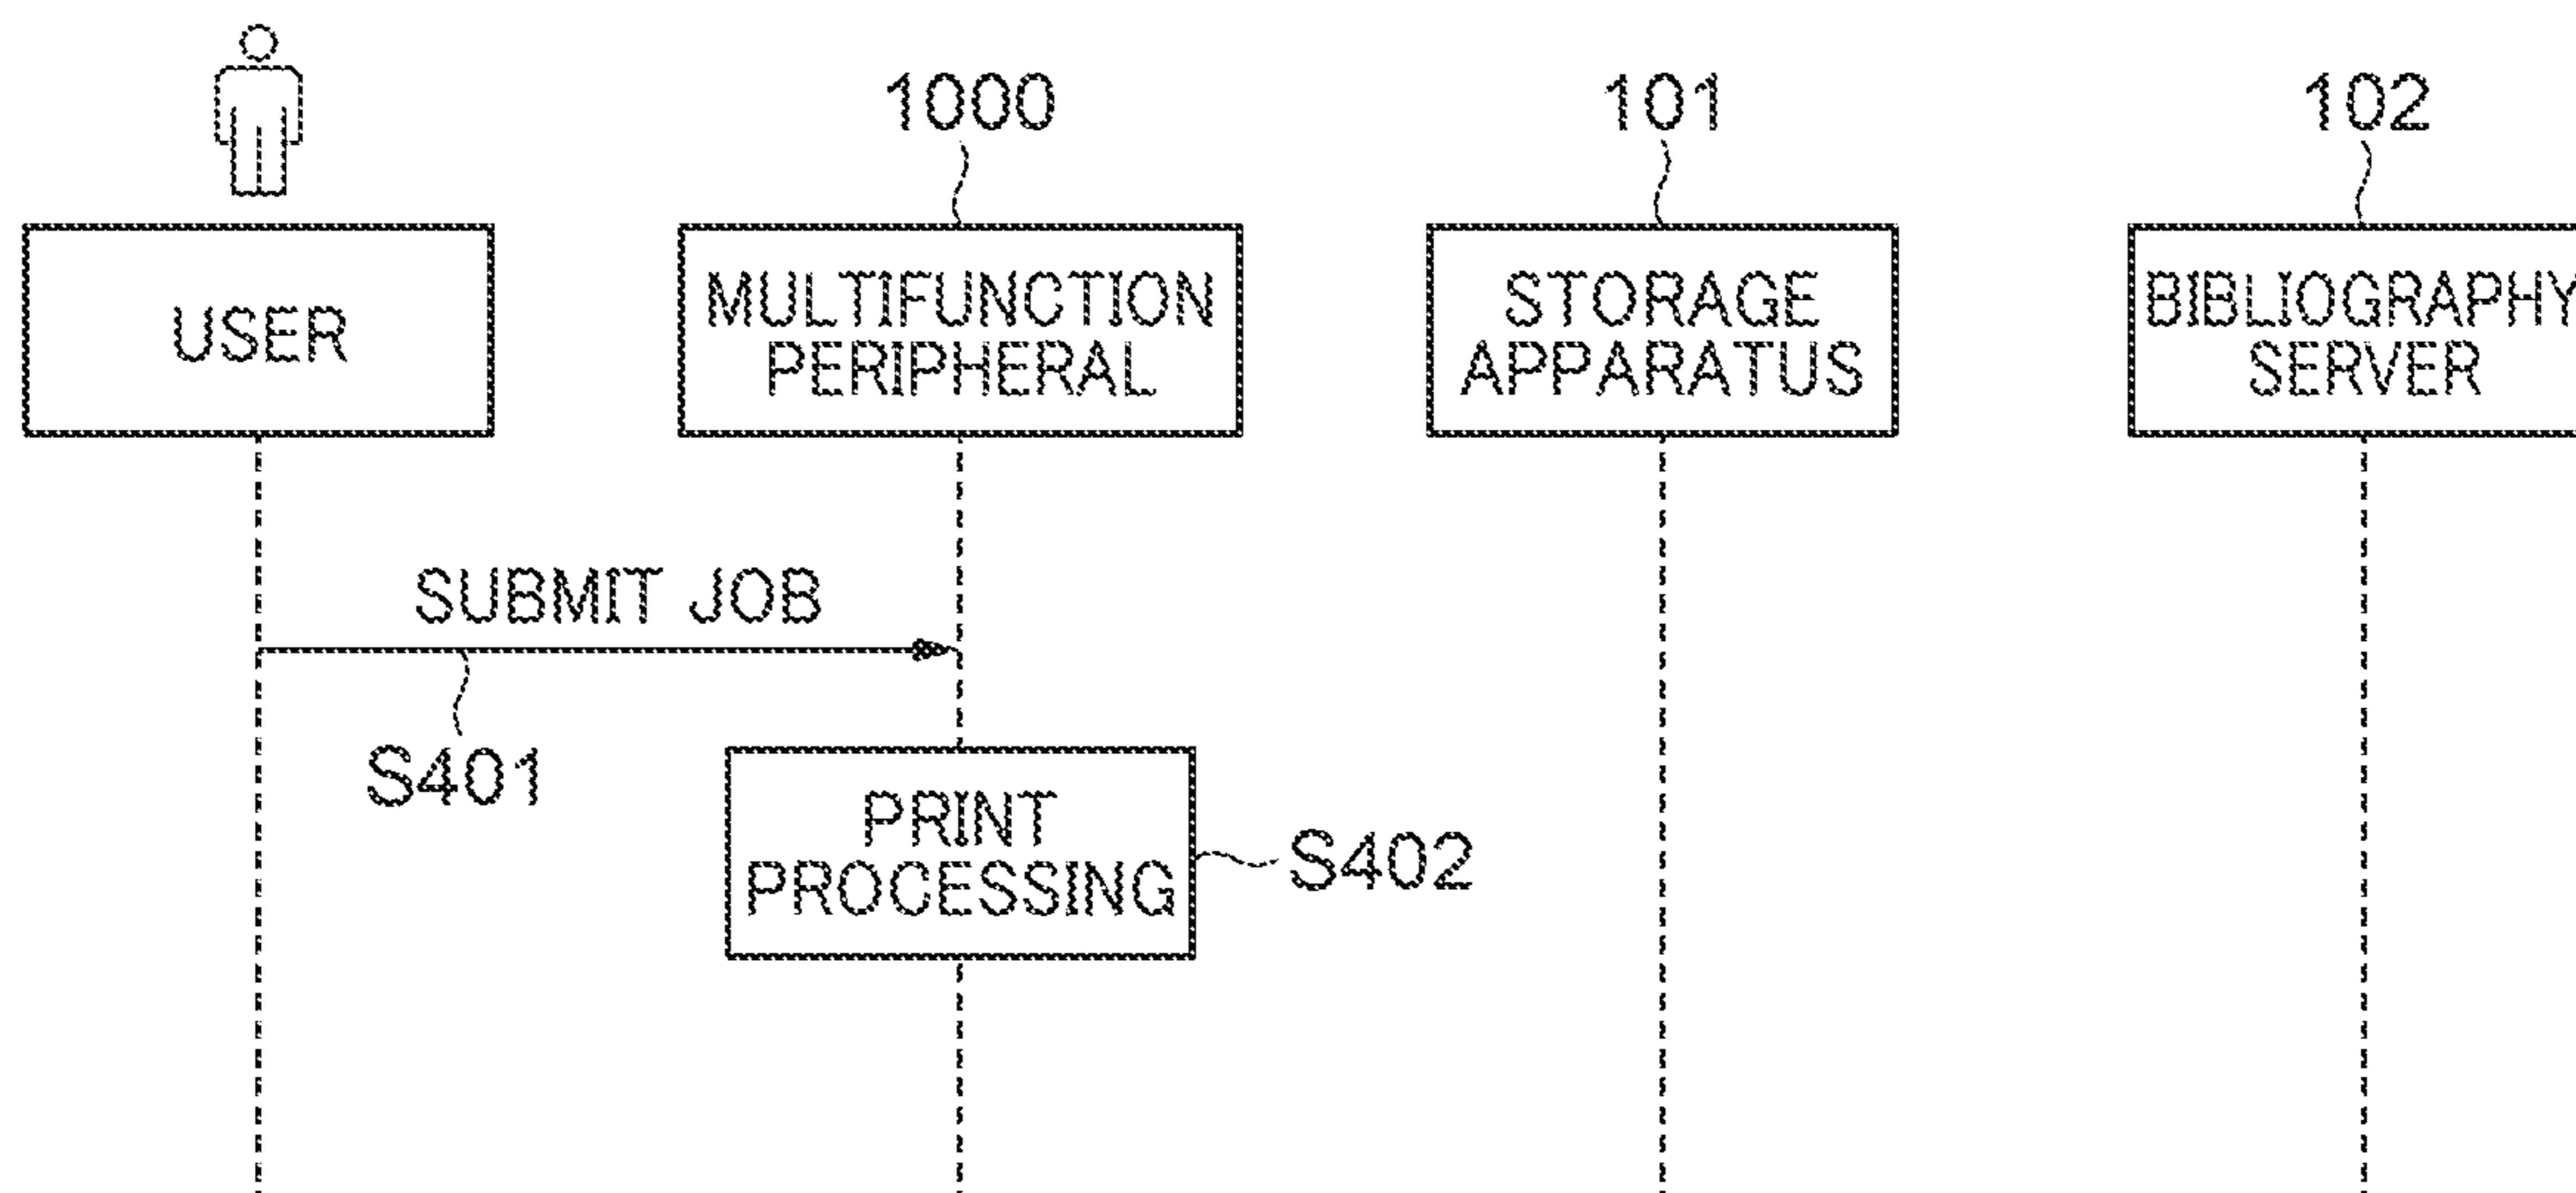 1000
101
102
USER
MULTIFUNCTION
PERIPHERAL
STORAGE
APPARATUS
BIBLIOGRAPHY
SERVER
SUBMIT JOB
S401
PRINT
PROCESSING
S402